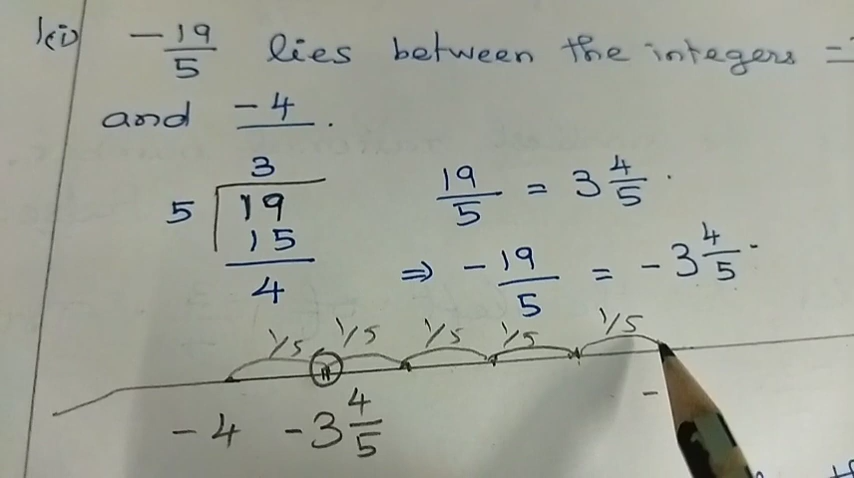 1(i) -19/5 lies between the integers -
and -4.
3
5 19 19/5 = 3 4/5.
15
4 ⇒ -19/5 = -3 4/5.
1/5 1/5 1/5 1/5 1/5
-4 -3 4/5 -